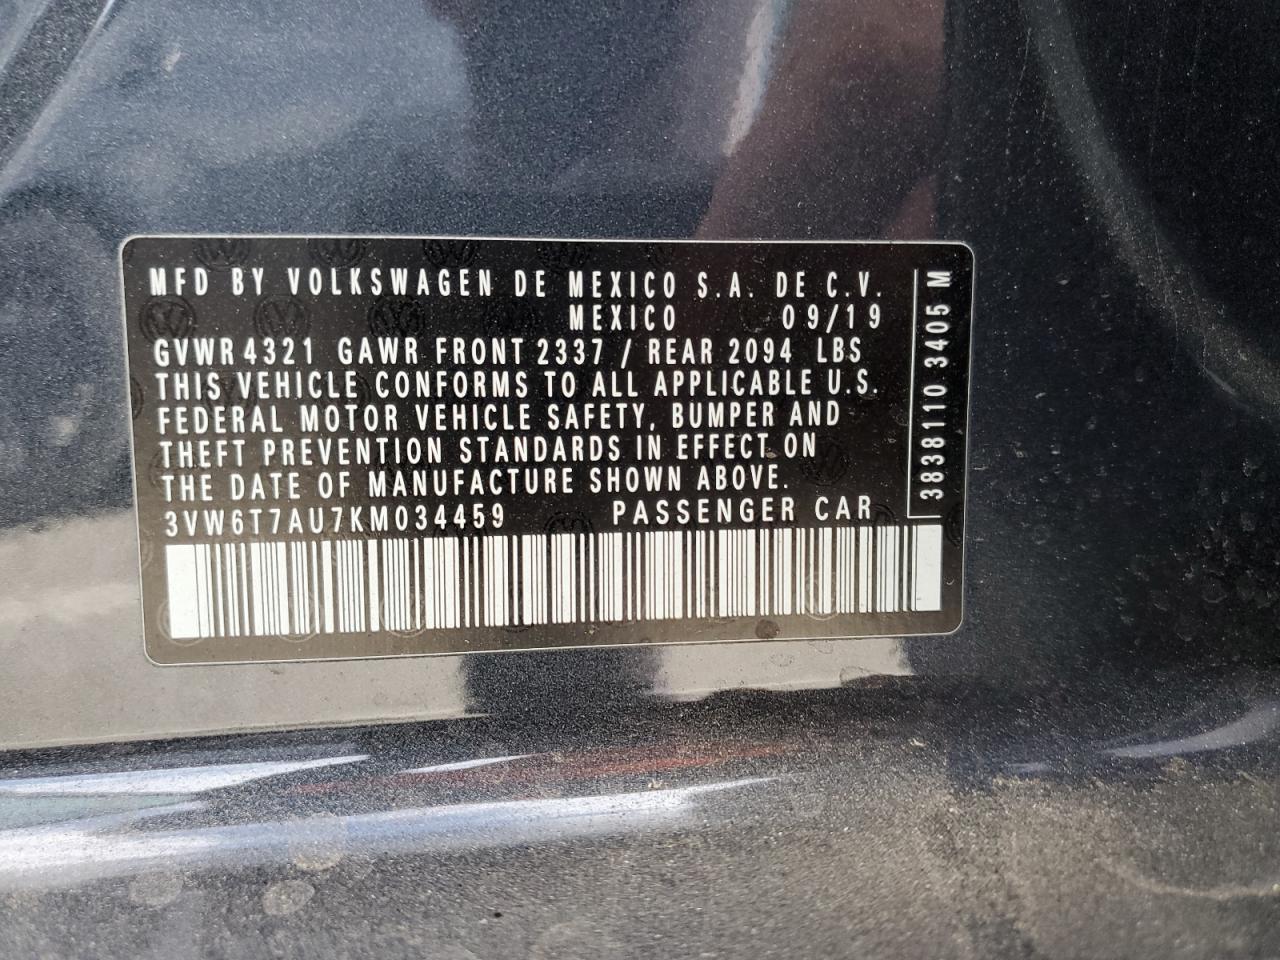 MFD BY VOLKSWAGEN DE MEXICO S.A. DE C.V.
MEXICO 09/19
GVWR 4321 GAWR FRONT 2337 / REAR 2094 LBS
THIS VEHICLE CONFORMS TO ALL APPLICABLE U.S.
FEDERAL MOTOR VEHICLE SAFETY, BUMPER AND
THEFT PREVENTION STANDARDS IN EFFECT ON
THE DATE OF MANUFACTURE SHOWN ABOVE.
3VW6T7AU7KM034459 PASSENGER CAR
3838110 3405 M